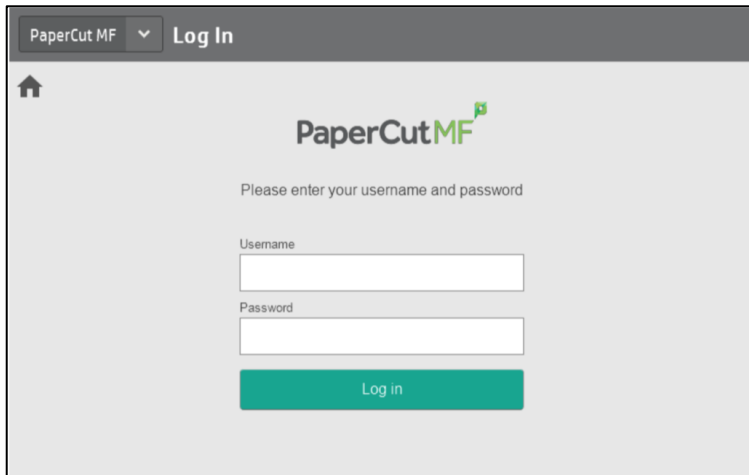 PaperCut MF Log In
PaperCutMF
Please enter your username and password
Username
Password
Log in